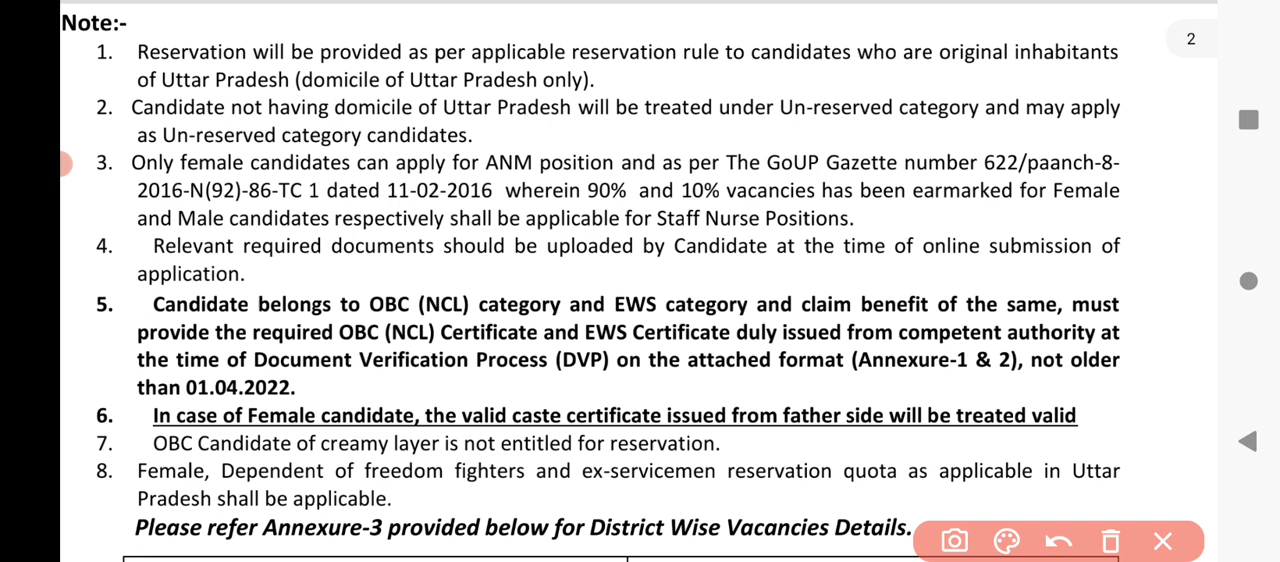 Note:-
2
1. Reservation will be provided as per applicable reservation rule to candidates who are original inhabitants
of Uttar Pradesh (domicile of Uttar Pradesh only).
2. Candidate not having domicile of Uttar Pradesh will be treated under Un-reserved category and may apply
as Un-reserved category candidates.
3. Only female candidates can apply for ANM position and as per The GoUP Gazette number 622/paanch-8-
2016-N(92)-86-TC 1 dated 11-02-2016 wherein 90% and 10% vacancies has been earmarked for Female
and Male candidates respectively shall be applicable for Staff Nurse Positions.
4. Relevant required documents should be uploaded by Candidate at the time of online submission of
application.
5. Candidate belongs to OBC (NCL) category and EWS category and claim benefit of the same, must
provide the required OBC (NCL) Certificate and EWS Certificate duly issued from competent authority at
the time of Document Verification Process (DVP) on the attached format (Annexure-1 & 2), not older
than 01.04.2022.
6. In case of Female candidate, the valid caste certificate issued from father side will be treated valid
7. OBC Candidate of creamy layer is not entitled for reservation.
8. Female, Dependent of freedom fighters and ex-servicemen reservation quota as applicable in Uttar
Pradesh shall be applicable.
Please refer Annexure-3 provided below for District Wise Vacancies Details.